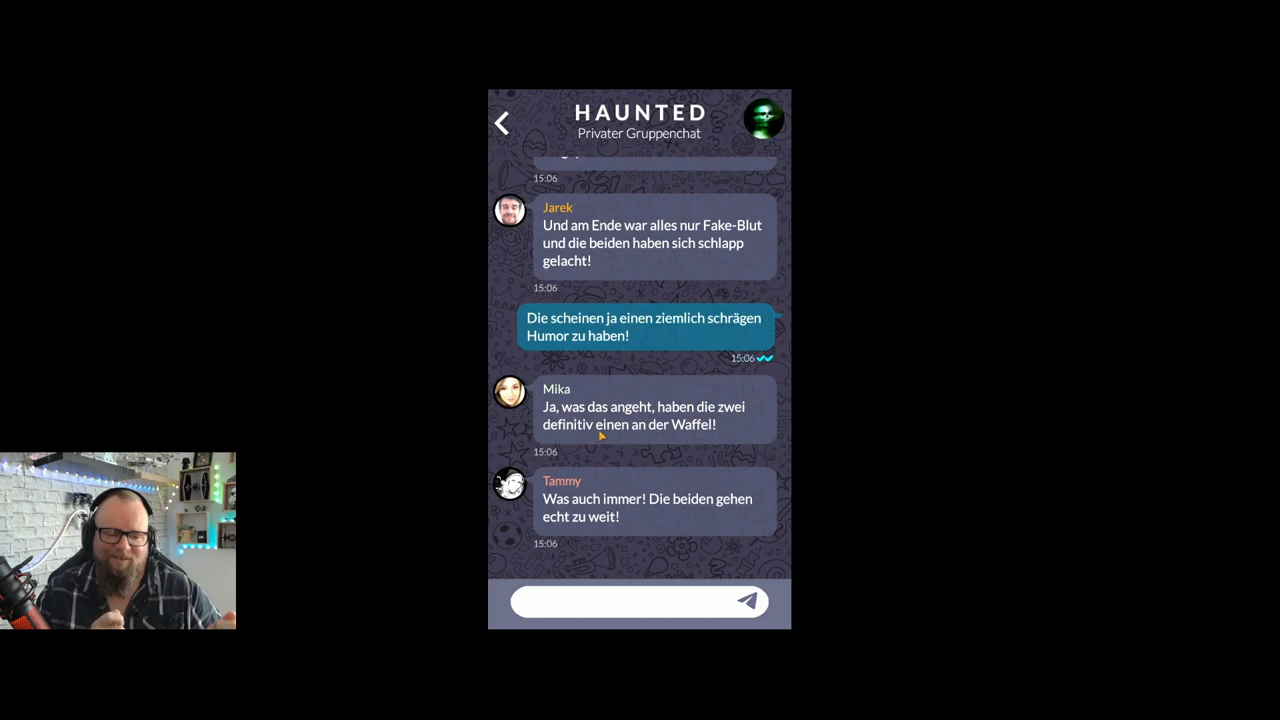 HAUNTED
Privater Gruppenchat
15:06
Jarek
Und am Ende war alles nur Fake-Blut
und die beiden haben sich schlapp
gelacht!
15:06
Die scheinen ja einen ziemlich schrägen
Humor zu haben!
15:06
Mika
Ja, was das angeht, haben die zwei
definitiv einen an der Waffel!
15:06
Tammy
Was auch immer! Die beiden gehen
echt zu weit!
15:06